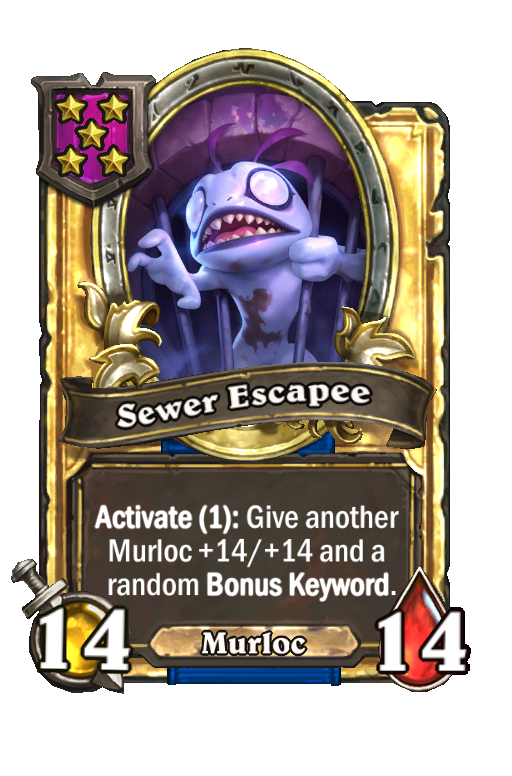 Sewer Escapee
Activate (1): Give another
Murloc +14/+14 and a
random Bonus Keyword.
14
Murloc
14